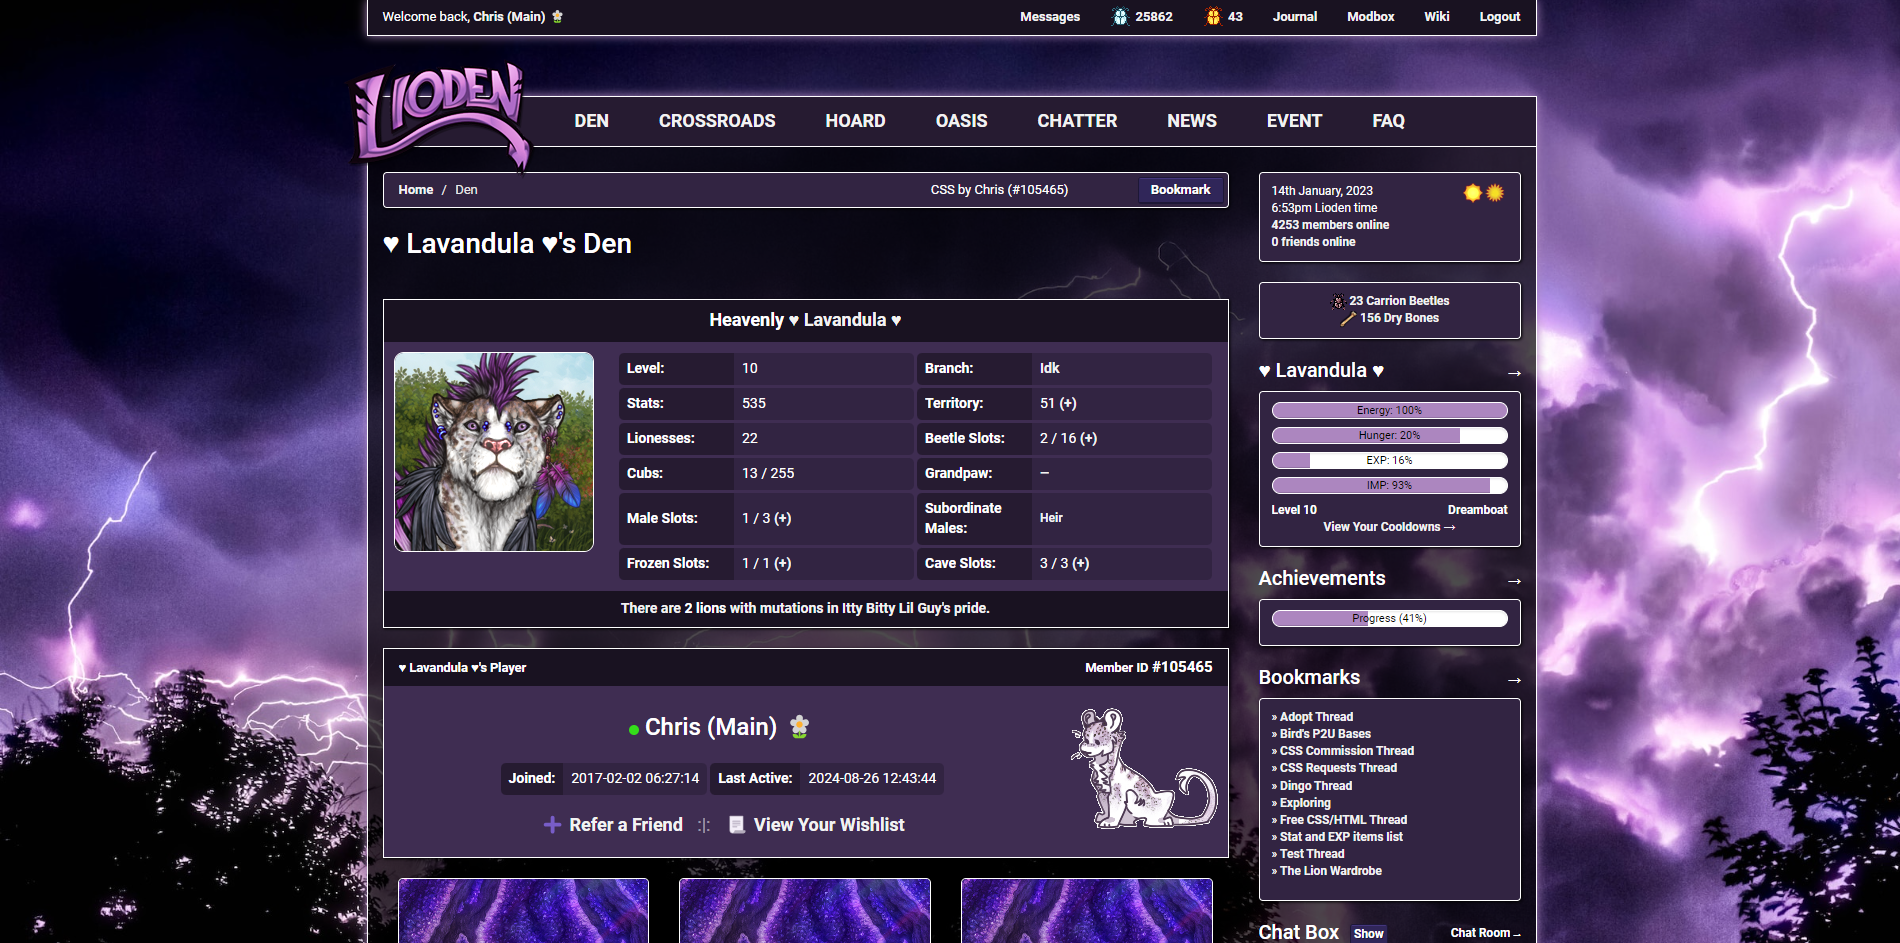 Welcome back, Chris (Main)
Messages 25862 43 Journal Modbox Wiki Logout
LIODEN
DEN CROSSROADS HOARD OASIS CHATTER NEWS EVENT FAQ
Home / Den CSS by Chris (#105465) Bookmark
♥ Lavandula ♥'s Den
Heavenly ♥ Lavandula ♥
Level: 10 Branch: Idk
Stats: 535 Territory: 51 (+)
Lionesses: 22 Beetle Slots: 2 / 16 (+)
Cubs: 13 / 255 Grandpaw: —
Male Slots: 1 / 3 (+) Subordinate Males: Heir
Frozen Slots: 1 / 1 (+) Cave Slots: 3 / 3 (+)
There are 2 lions with mutations in Itty Bitty Lil Guy's pride.
♥ Lavandula ♥'s Player Member ID #105465
Chris (Main)
Joined: 2017-02-02 06:27:14 Last Active: 2024-08-26 12:43:44
Refer a Friend :|: View Your Wishlist
14th January, 2023
6:53pm Lioden time
4253 members online
0 friends online
23 Carrion Beetles
156 Dry Bones
♥ Lavandula ♥ →
Energy: 100%
Hunger: 20%
EXP: 16%
IMP: 93%
Level 10 Dreamboat
View Your Cooldowns →
Achievements →
Progress (41%)
Bookmarks →
» Adopt Thread
» Bird's P2U Bases
» CSS Commission Thread
» CSS Requests Thread
» Dingo Thread
» Exploring
» Free CSS/HTML Thread
» Stat and EXP items list
» Test Thread
» The Lion Wardrobe
Chat Box Show Chat Room→